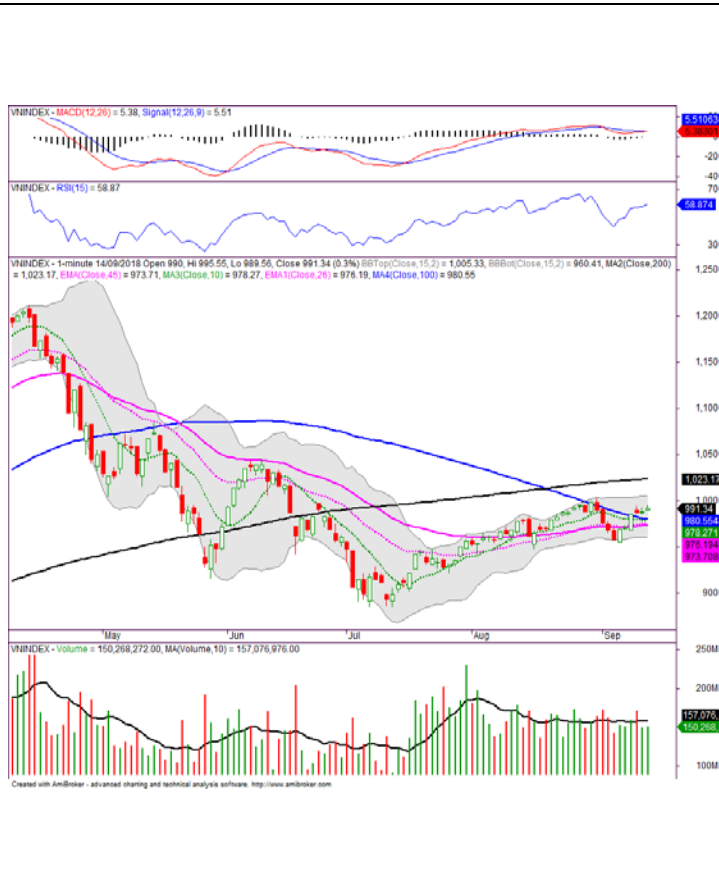 VNINDEX - MACD(12,26) = 5.38, Signal(12,26,9) = 5.51
5.51063
5.38301
-20
-40
VNINDEX - RSI(15) = 58.87
70
58.874
30
VNINDEX - 1-minute 14/09/2018 Open 990, Hi 995.55, Lo 989.56, Close 991.34 (0.3%) BBTop(Close,15,2) = 1,005.33, BBBot(Close,15,2) = 960.41, MA2(Close,200)
= 1,023.17, EMA(Close,45) = 973.71, MA3(Close,10) = 978.27, EMA1(Close,26) = 976.19, MA4(Close,100) = 980.55
1,250
1,200
1,150
1,100
1,050
1,023.17
1,000
991.34
980.554
978.271
976.194
973.708
900
May Jun Jul Aug Sep
VNINDEX - Volume = 150,268,272.00, MA(Volume,10) = 157,076,976.00
250M
200M
157,076,
150,268,
100M
Created with AmiBroker - advanced charting and technical analysis software. http://www.amibroker.com